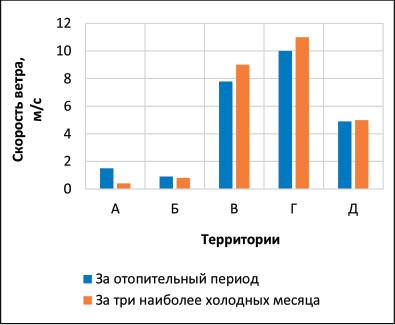 Скорость ветра,
м/с
12
10
8
6
4
2
0
А Б В Г Д
Территории
За отопительный период
За три наиболее холодных месяца